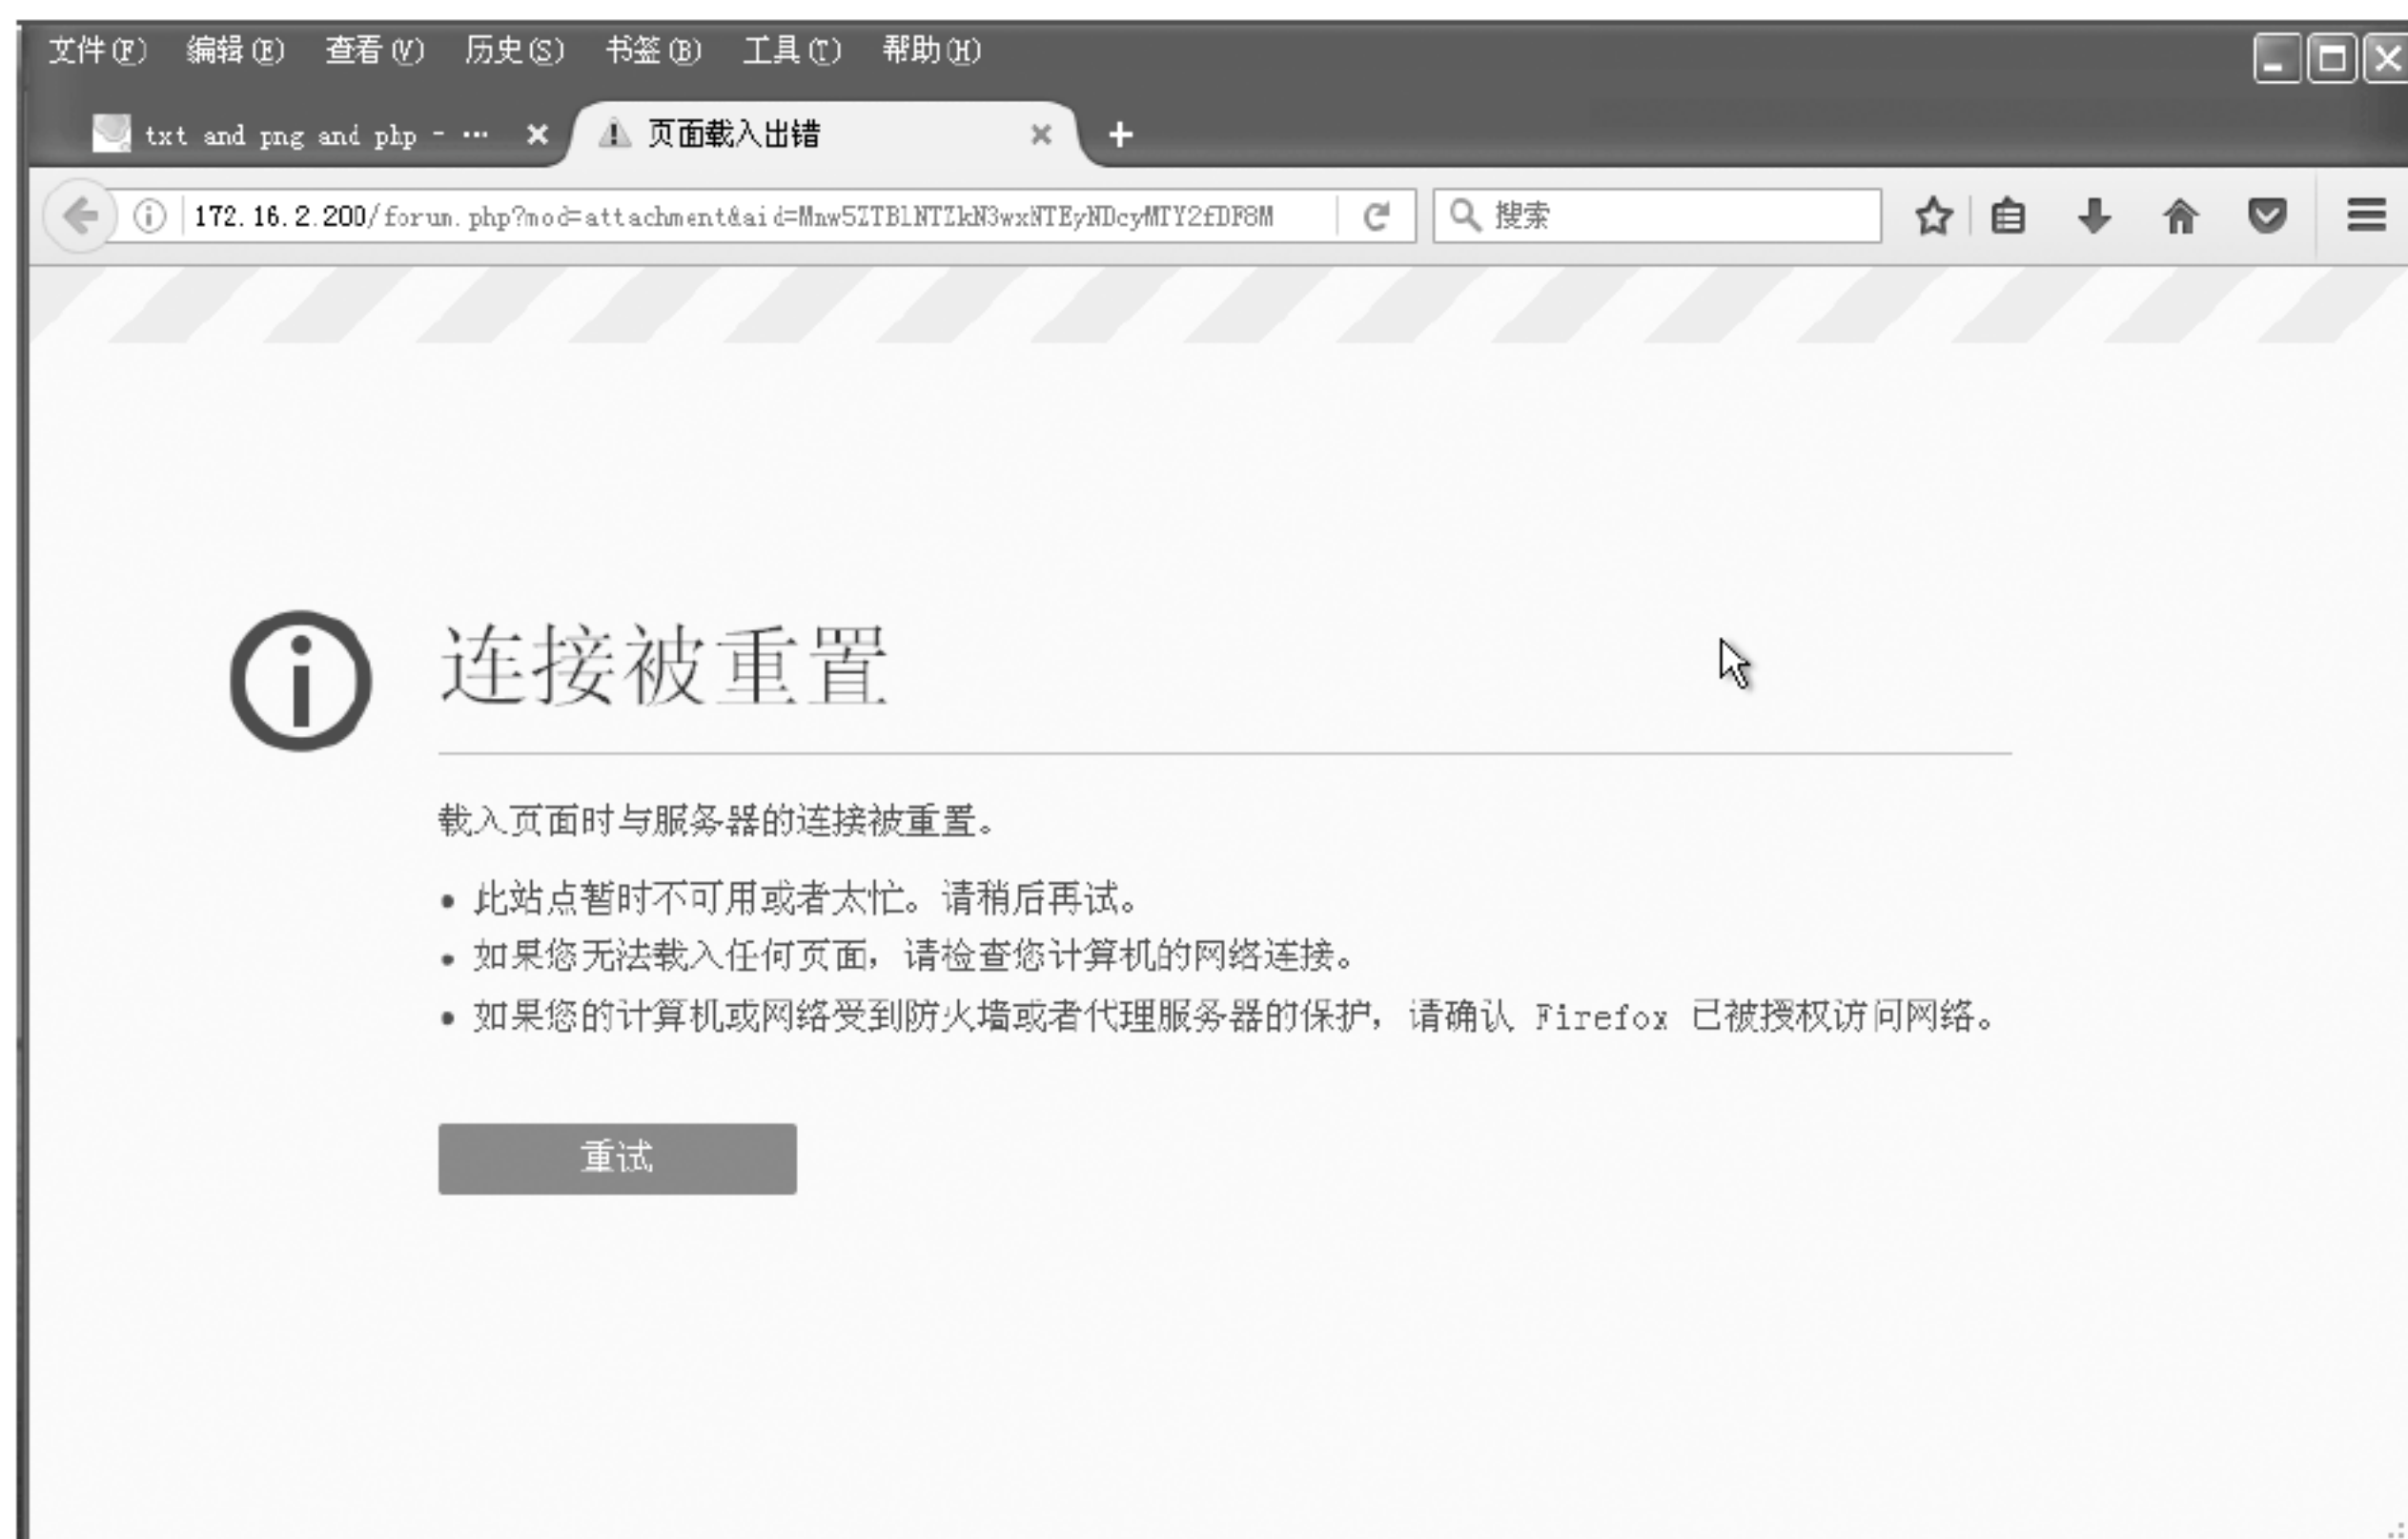 文件(F) 编辑(E) 查看(V) 历史(S) 书签(B) 工具(T) 帮助(H)
txt and png and php - ... 页面载入出错
172.16.2.200/forum.php?mod=attachment&aid=Mnw5ZTBlNTZkN3wxNTEyNDcyMTY2fDF8M 搜索
连接被重置
载入页面时与服务器的连接被重置。
• 此站点暂时不可用或者太忙。请稍后再试。
• 如果您无法载入任何页面，请检查您计算机的网络连接。
• 如果您的计算机或网络受到防火墙或者代理服务器的保护，请确认 Firefox 已被授权访问网络。
重试